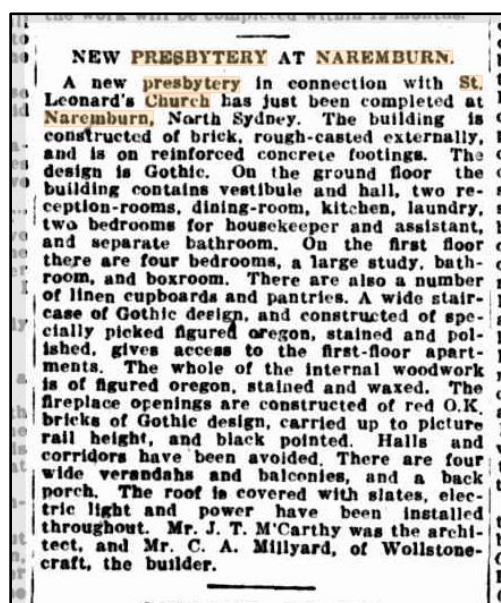 NEW PRESBYTERY AT NAREMBURN.
A new presbytery in connection with St.
Leonard's Church has just been completed at
Naremburn, North Sydney. The building is
constructed of brick, rough-casted externally,
and is on reinforced concrete footings. The
design is Gothic. On the ground floor the
building contains vestibule and hall, two re-
ception-rooms, dining-room, kitchen, laundry,
two bedrooms for housekeeper and assistant,
and separate bathroom. On the first floor
there are four bedrooms, a large study, bath-
room, and boxroom. There are also a number
of linen cupboards and pantries. A wide stair-
case of Gothic design, and constructed of spe-
cially picked figured oregon, stained and pol-
ished, gives access to the first-floor apart-
ments. The whole of the internal woodwork
is of figured oregon, stained and waxed. The
fireplace openings are constructed of red O.K.
bricks of Gothic design, carried up to picture
rail height, and black pointed. Halls and
corridors have been avoided. There are four
wide verandahs and balconies, and a back
porch. The roof is covered with slates, elec-
tric light and power have been installed
throughout. Mr. J. T. M'Carthy was the archi-
tect, and Mr. C. A. Millyard, of Wollstone-
craft, the builder.